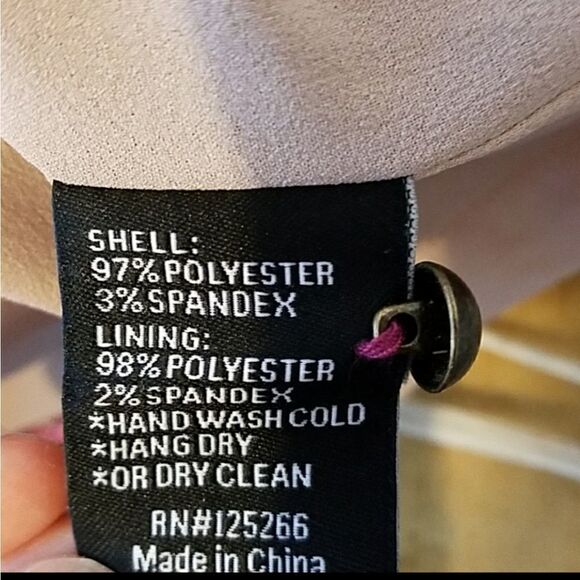 SHELL:
97% POLYESTER
3% SPANDEX
LINING:
98% POLYESTER
2% SPANDEX
*HAND WASH COLD
*HANG DRY
*OR DRY CLEAN
RN#125266
Made in China